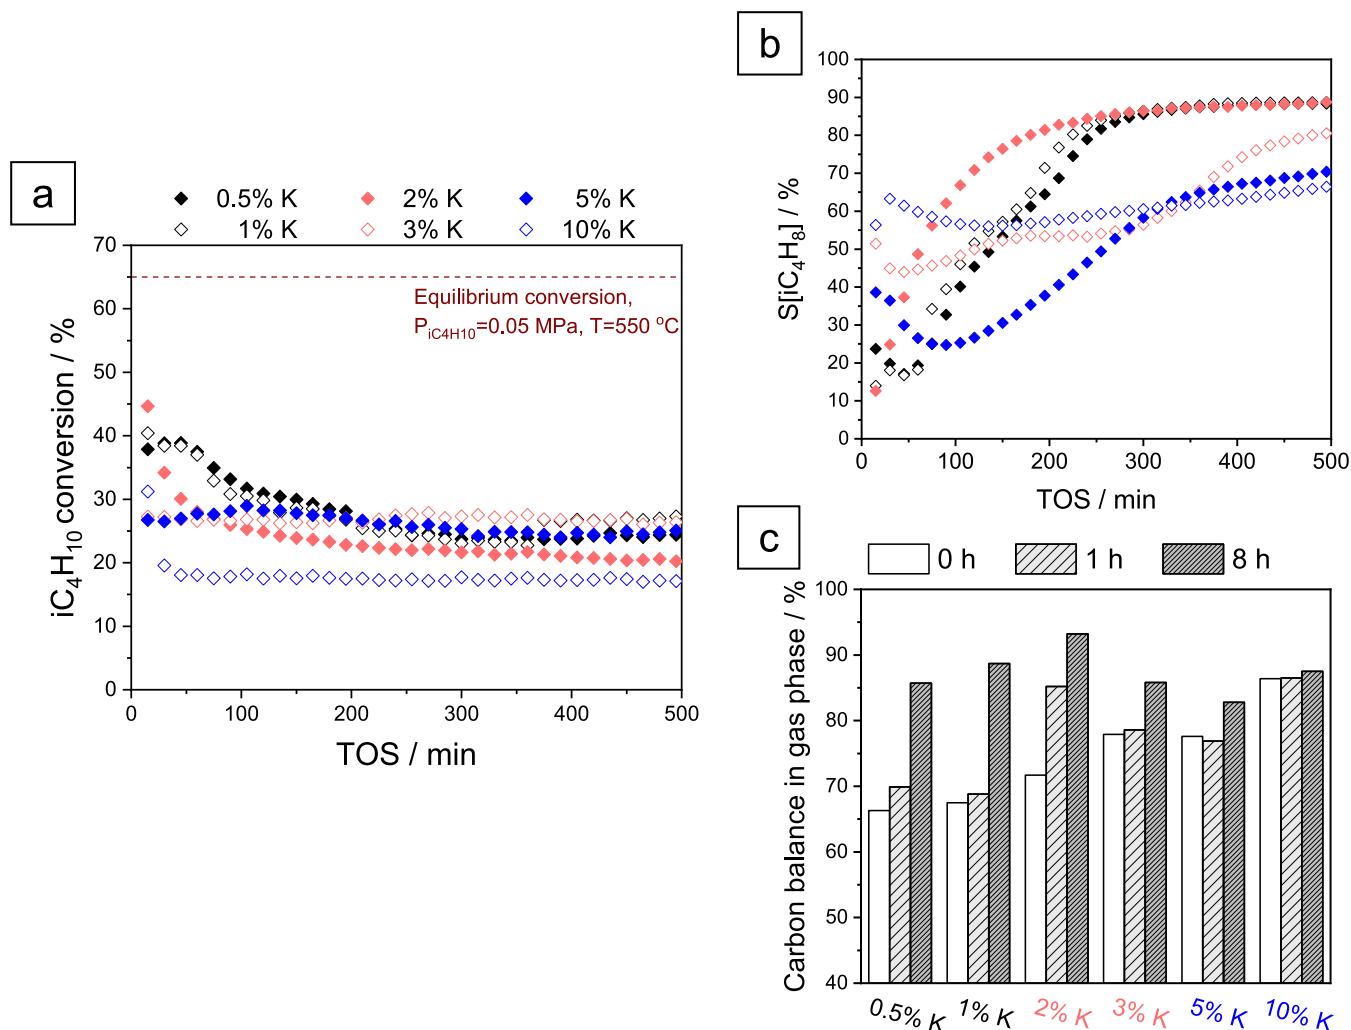 a
0.5% K
2% K
5% K
1% K
3% K
10% K
iC4H10 conversion / %
70
60
50
40
30
20
10
0
Equilibrium conversion,
PiC4H10=0.05 MPa, T=550 °C
0
100
200
300
400
500
TOS / min
b
S[iC4H8] / %
100
90
80
70
60
50
40
30
20
10
0
0
100
200
300
400
500
TOS / min
c
0 h
1 h
8 h
Carbon balance in gas phase / %
100
90
80
70
60
50
40
0.5% K
1% K
2% K
3% K
5% K
10% K